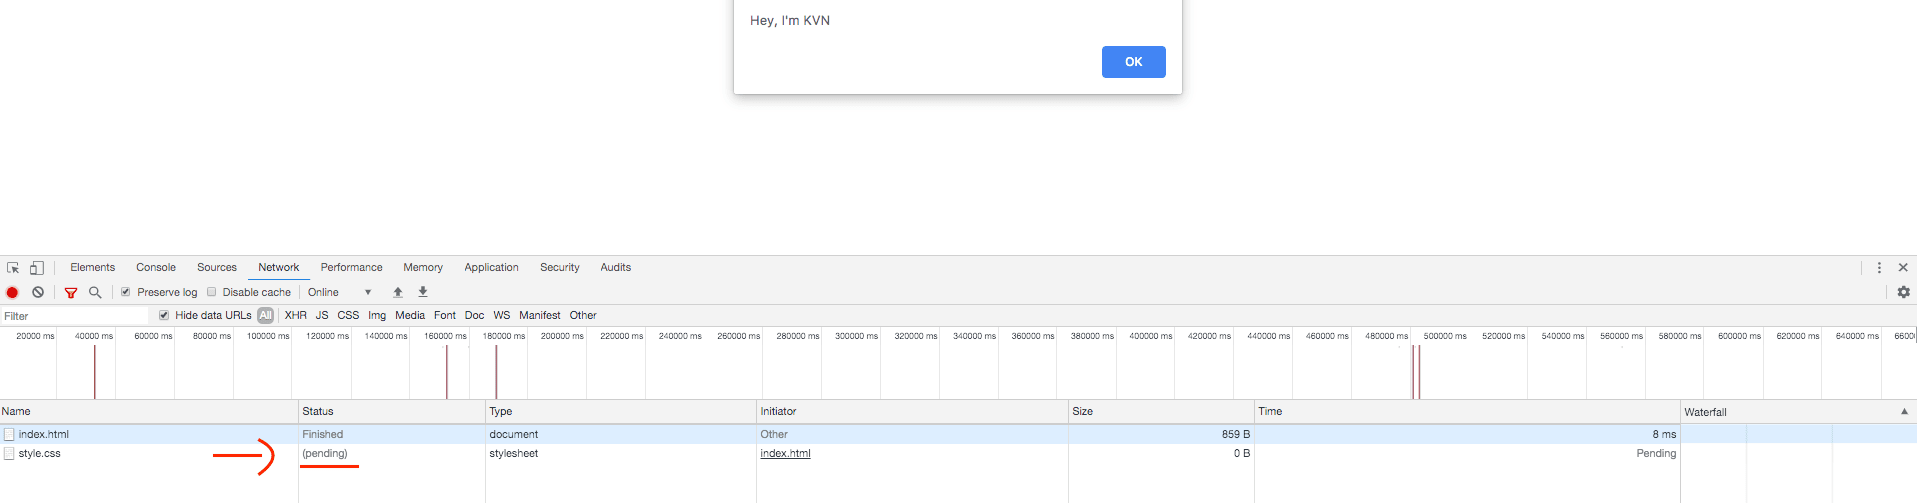 Hey, I'm KVN
OK
Elements Console Sources Network Performance Memory Application Security Audits
Preserve log Disable cache Online
Filter Hide data URLs All XHR JS CSS Img Media Font Doc WS Manifest Other
20000 ms 40000 ms 60000 ms 80000 ms 100000 ms 120000 ms 140000 ms 160000 ms 180000 ms 200000 ms 220000 ms 240000 ms 260000 ms 280000 ms 300000 ms 320000 ms 340000 ms 360000 ms 380000 ms 400000 ms 420000 ms 440000 ms 460000 ms 480000 ms 500000 ms 520000 ms 540000 ms 560000 ms 580000 ms 600000 ms 620000 ms 640000 ms 6600
Name Status Type Initiator Size Time Waterfall
index.html Finished document Other 859 B 8 ms
style.css (pending) stylesheet index.html 0 B Pending